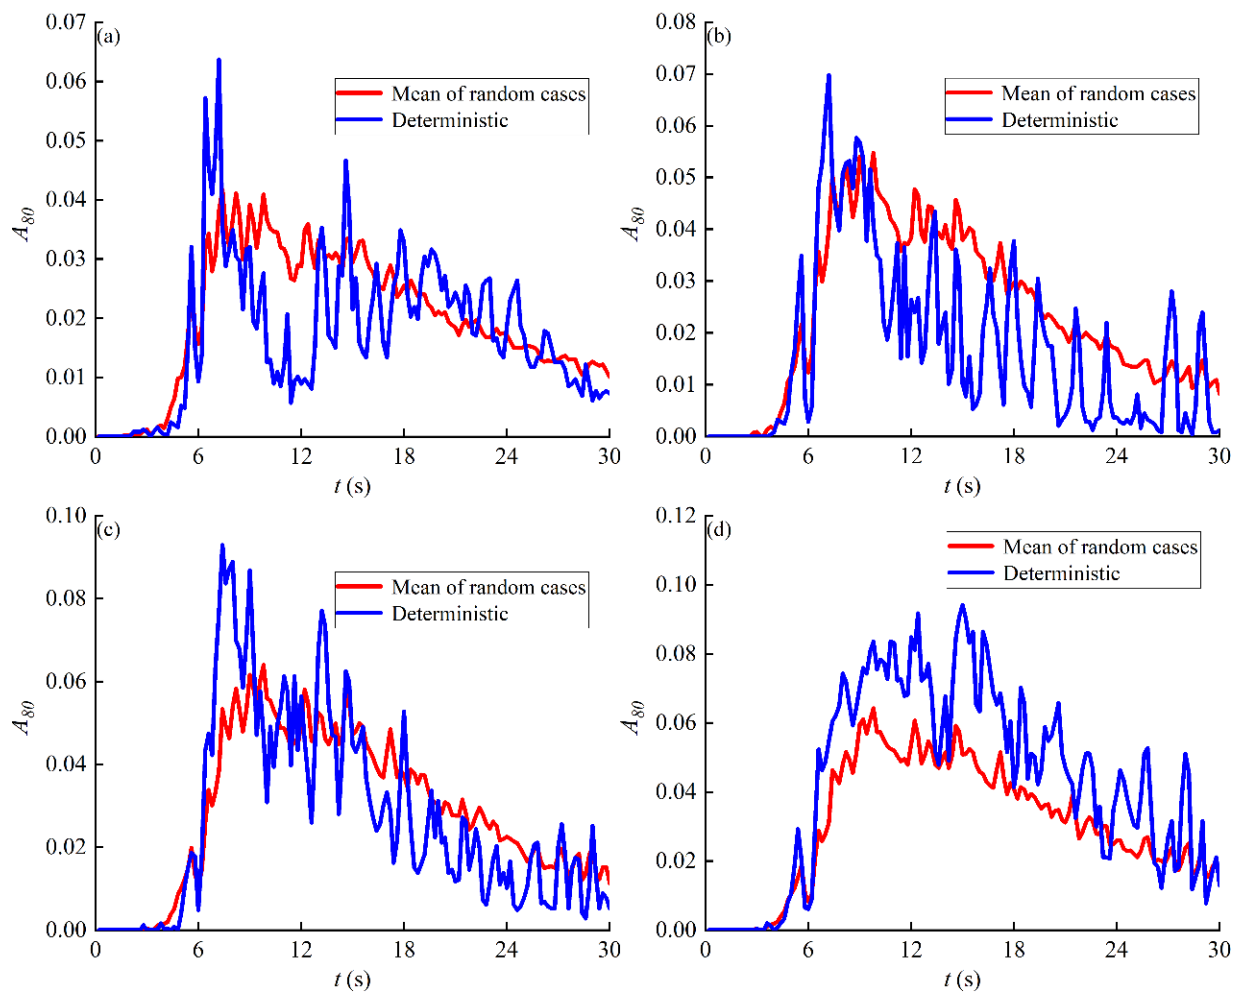 (a)
Mean of random cases
Deterministic
A80
0.07
0.06
0.05
0.04
0.03
0.02
0.01
0.00
0 6 12 18 24 30
t (s)
(b)
Mean of random cases
Deterministic
A80
0.08
0.07
0.06
0.05
0.04
0.03
0.02
0.01
0.00
0 6 12 18 24 30
t (s)
(c)
Mean of random cases
Deterministic
A80
0.10
0.08
0.06
0.04
0.02
0.00
0 6 12 18 24 30
t (s)
(d)
Mean of random cases
Deterministic
A80
0.12
0.10
0.08
0.06
0.04
0.02
0.00
0 6 12 18 24 30
t (s)